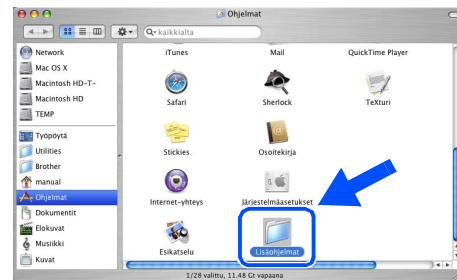 Ohjelmat
kaikkialta
Network
Mac OS X
Macintosh HD-T-
Macintosh HD
TEMP
Työpöytä
Utilities
Brother
manual
Ohjelmat
Dokumentit
Elokuvat
Musiikki
Kuvat
iTunes Mail QuickTime Player
Safari Sherlock TeXturi
Stickies Osoitekirja
Internet-yhteys Järjestelmäasetukset
Esikatselu Lisäohjelmat
1/28 valittu, 11.48 Gt vapaana